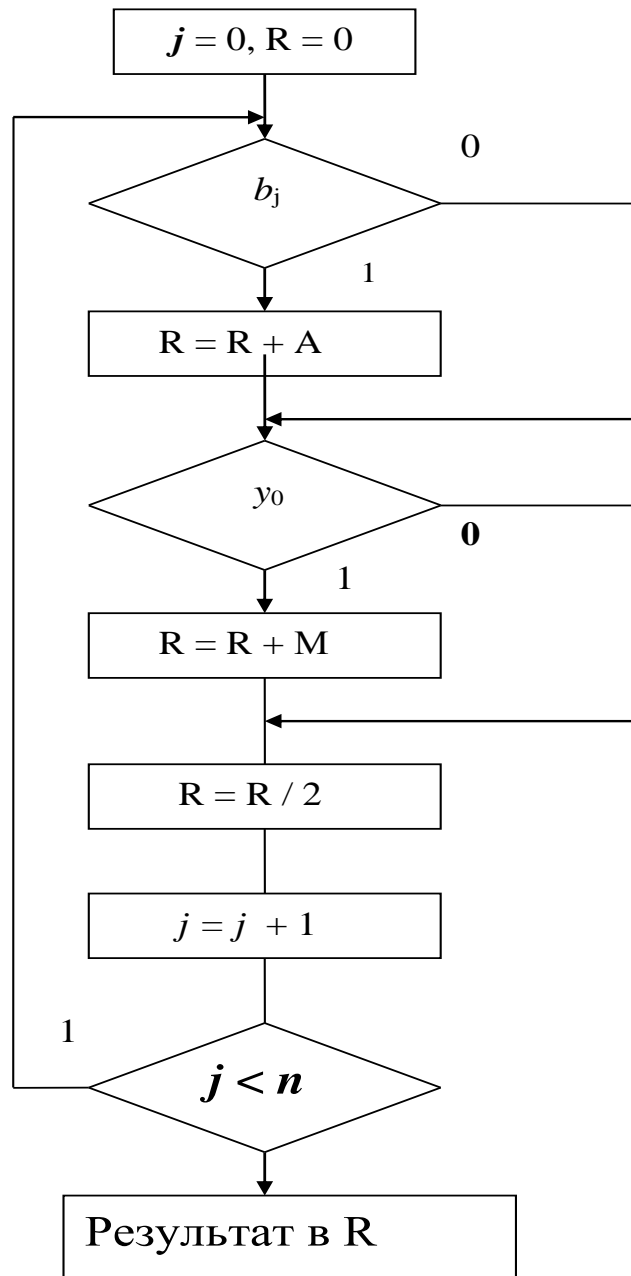 j = 0, R = 0
0
bj
1
R = R + A
y0
0
1
R = R + M
R = R / 2
j = j + 1
1
j < n
Результат в R